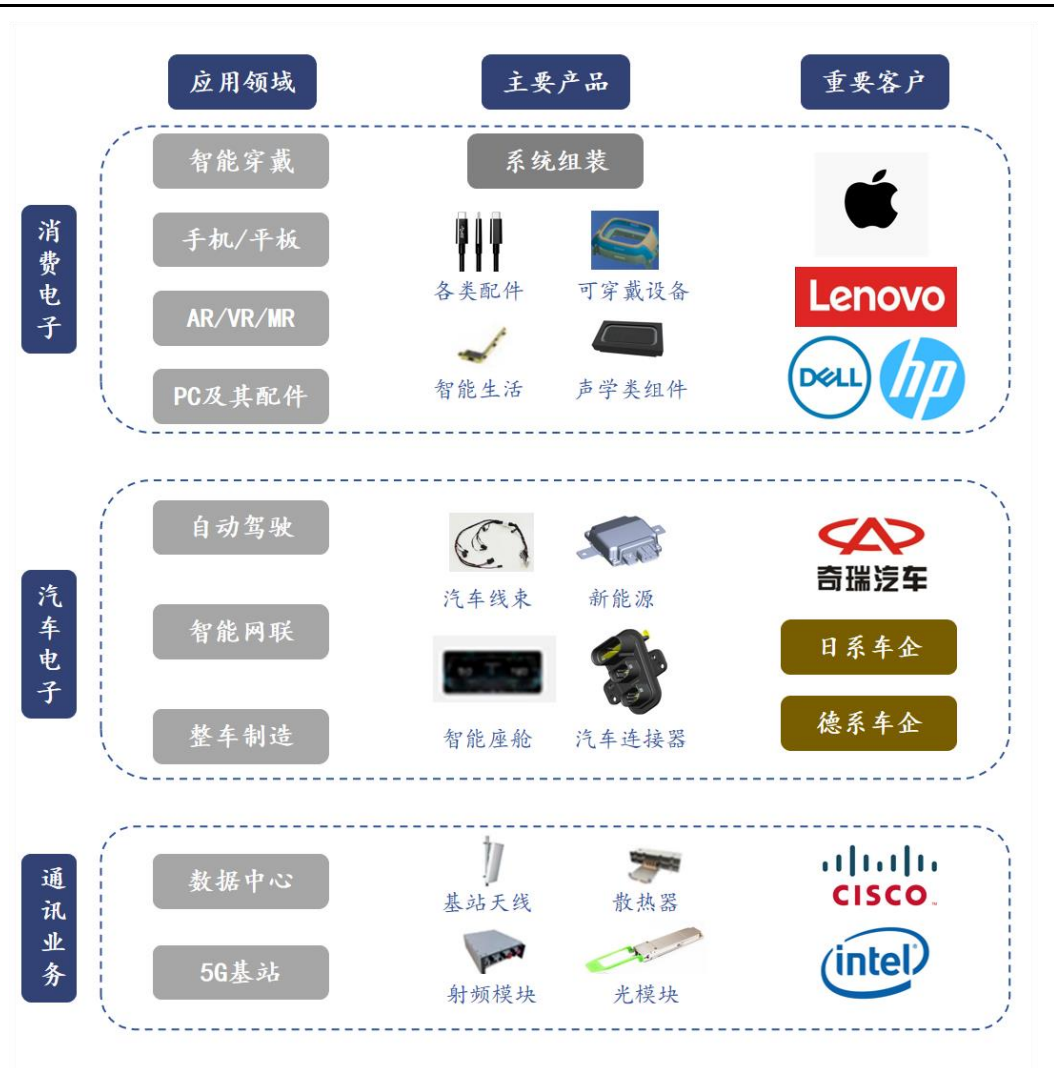 应用领域
主要产品
重要客户
消费电子
智能穿戴
系统组装
手机/平板
各类配件
可穿戴设备
Lenovo
AR/VR/MR
智能生活
声学类组件
DELL
hp
PC及其配件
汽车电子
自动驾驶
汽车线束
新能源
奇瑞汽车
智能网联
日系车企
整车制造
智能座舱
汽车连接器
德系车企
通讯业务
数据中心
基站天线
散热器
CISCO
5G基站
射频模块
光模块
intel